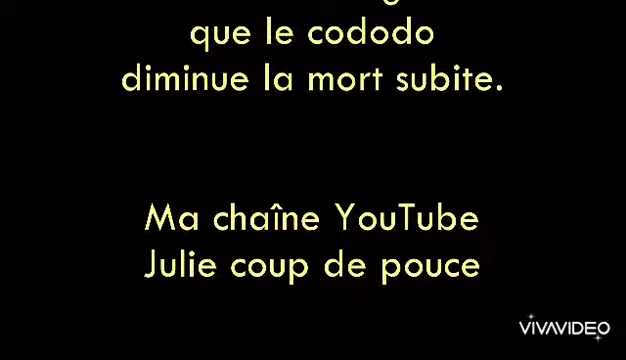 que le cododo
diminue la mort subite.
Ma chaîne YouTube
Julie coup de pouce
VIVAVIDEO